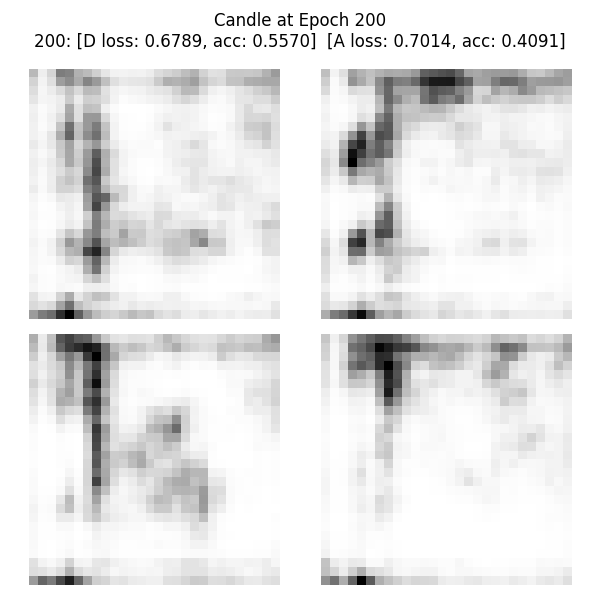 Candle at Epoch 200
200: [D loss: 0.6789, acc: 0.5570]  [A loss: 0.7014, acc: 0.4091]